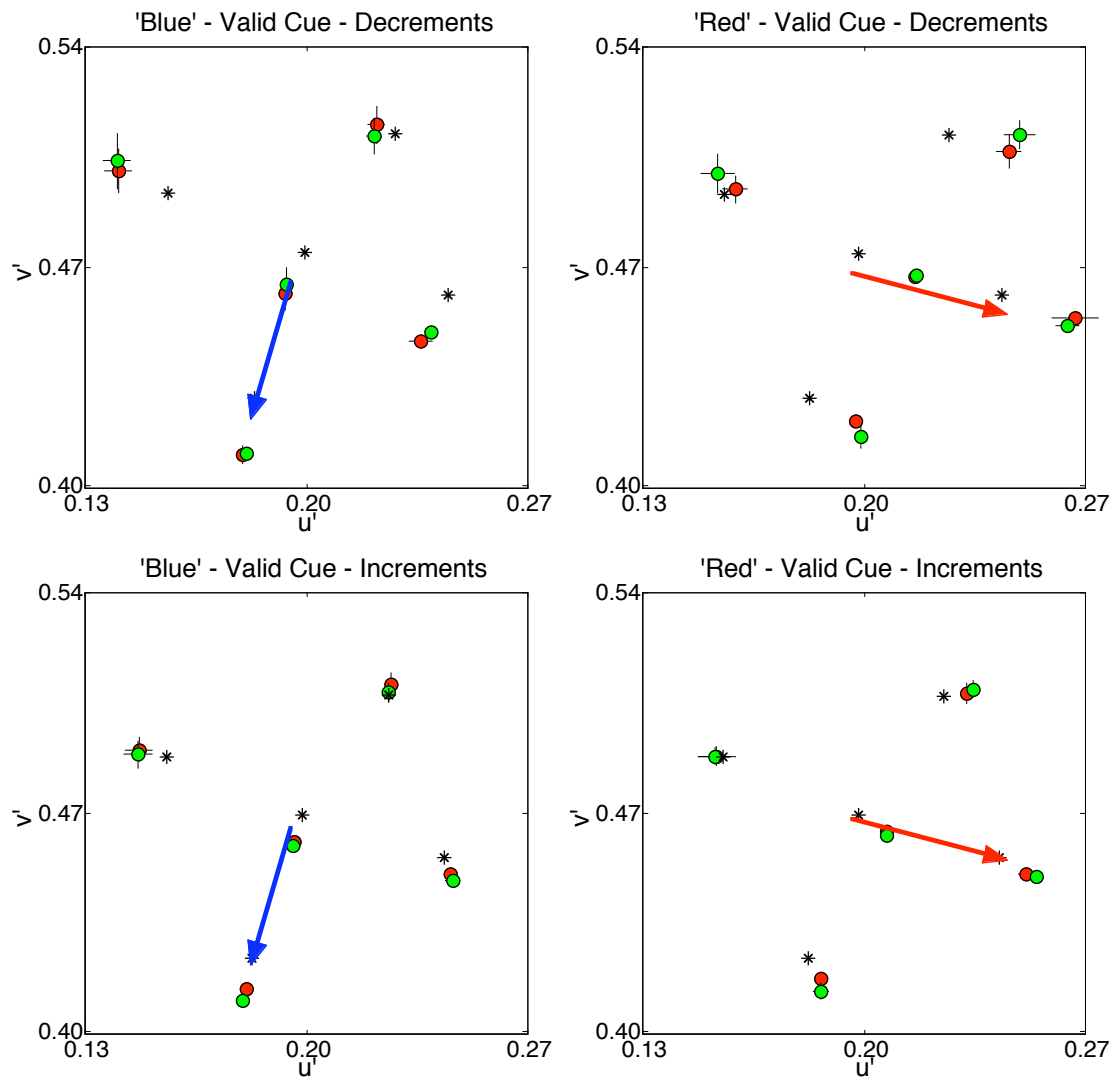 'Blue' - Valid Cue - Decrements
0.54
v'
0.47
0.40
0.13
0.20
0.27
u'
'Red' - Valid Cue - Decrements
0.54
v'
0.47
0.40
0.13
0.20
0.27
u'
'Blue' - Valid Cue - Increments
0.54
v'
0.47
0.40
0.13
0.20
0.27
u'
'Red' - Valid Cue - Increments
0.54
v'
0.47
0.40
0.13
0.20
0.27
u'